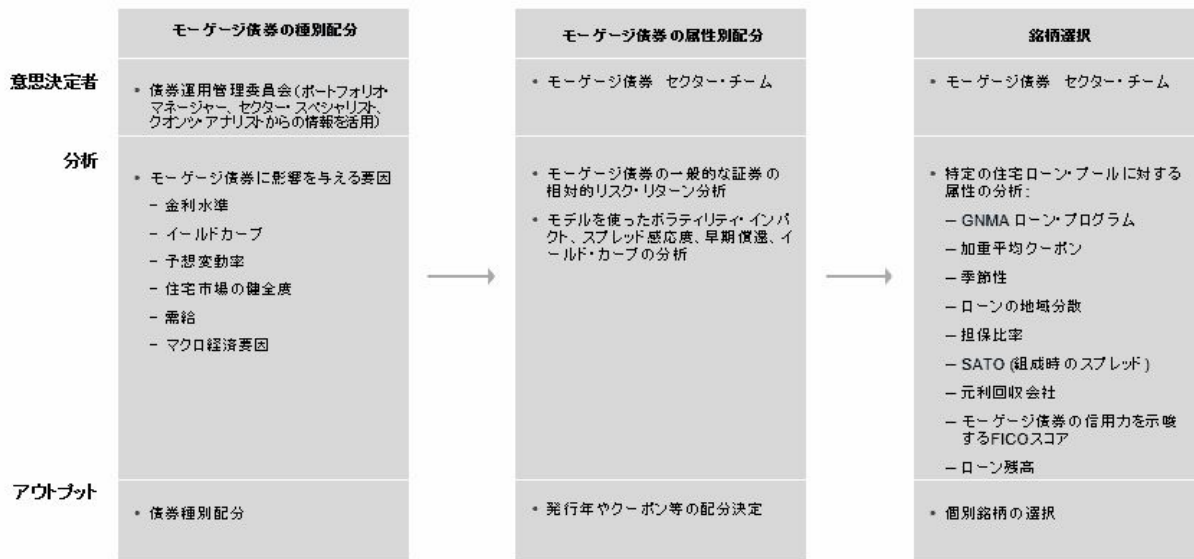 モーゲージ債券の種別配分
モーゲージ債券の属性別配分
銘柄選択
意思決定者
• 債券運用管理委員会(ポートフォリオ・
マネージャー、セクター・スペシャリスト、
クオンツ・アナリストからの情報を活用)
• モーゲージ債券 セクター・チーム
• モーゲージ債券 セクター・チーム
分析
• モーゲージ債券に影響を与える要因
– 金利水準
– イールドカーブ
– 予想変動率
– 住宅市場の健全度
– 需給
– マクロ経済要因
• モーゲージ債券の一般的な証券の
相対的リスク・リターン分析
• モデルを使ったボラティリティ・インパ
クト、スプレッド感応度、早期償還、イ
ールド・カーブの分析
• 特定の住宅ローン・プールに対する
属性の分析:
– GNMA ローン・プログラム
– 加重平均クーポン
– 季節性
– ローンの地域分散
– 担保比率
– SATO (組成時のスプレッド)
– 元利回収会社
– モーゲージ債券の信用力を示唆
するFICOスコア
– ローン残高
アウトプット
• 債券種別配分
• 発行年やクーポン等の配分決定
• 個別銘柄の選択